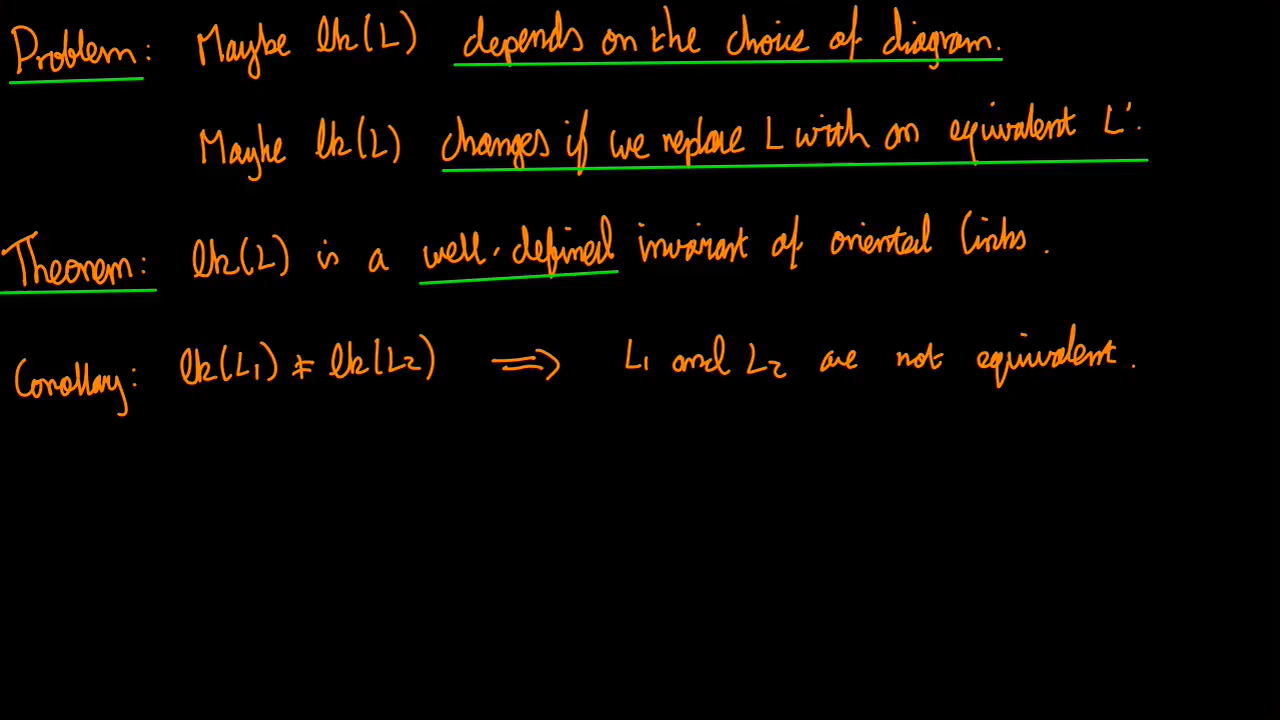 Problem: Maybe lk(L) depends on the choice of diagram.
Maybe lk(L) changes if we replace L with an equivalent L'.
Theorem: lk(L) is a well-defined invariant of oriented links.
Corollary: lk(L₁) ≠ lk(L₂) ⟹ L₁ and L₂ are not equivalent.